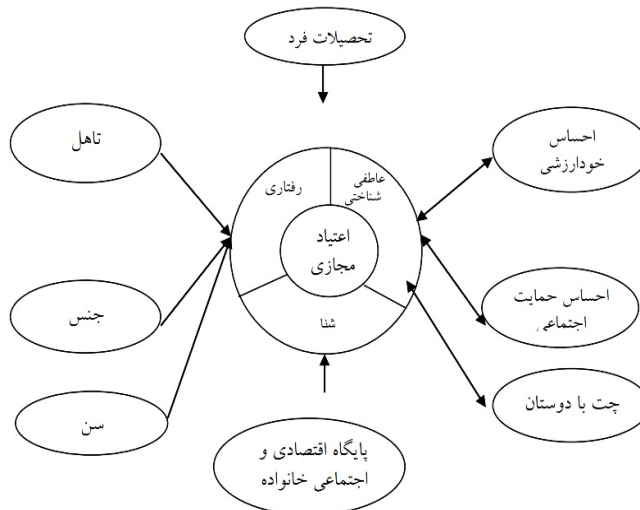 تحصیلات فرد
تاهل
احساس
خودارزشی
رفتاری
عاطفی
شناختی
اعتیاد
مجازی
شنا
جنس
احساس حمایت
اجتماعی
سن
چت با دوستان
پایگاه اقتصادی و
اجتماعی خانواده